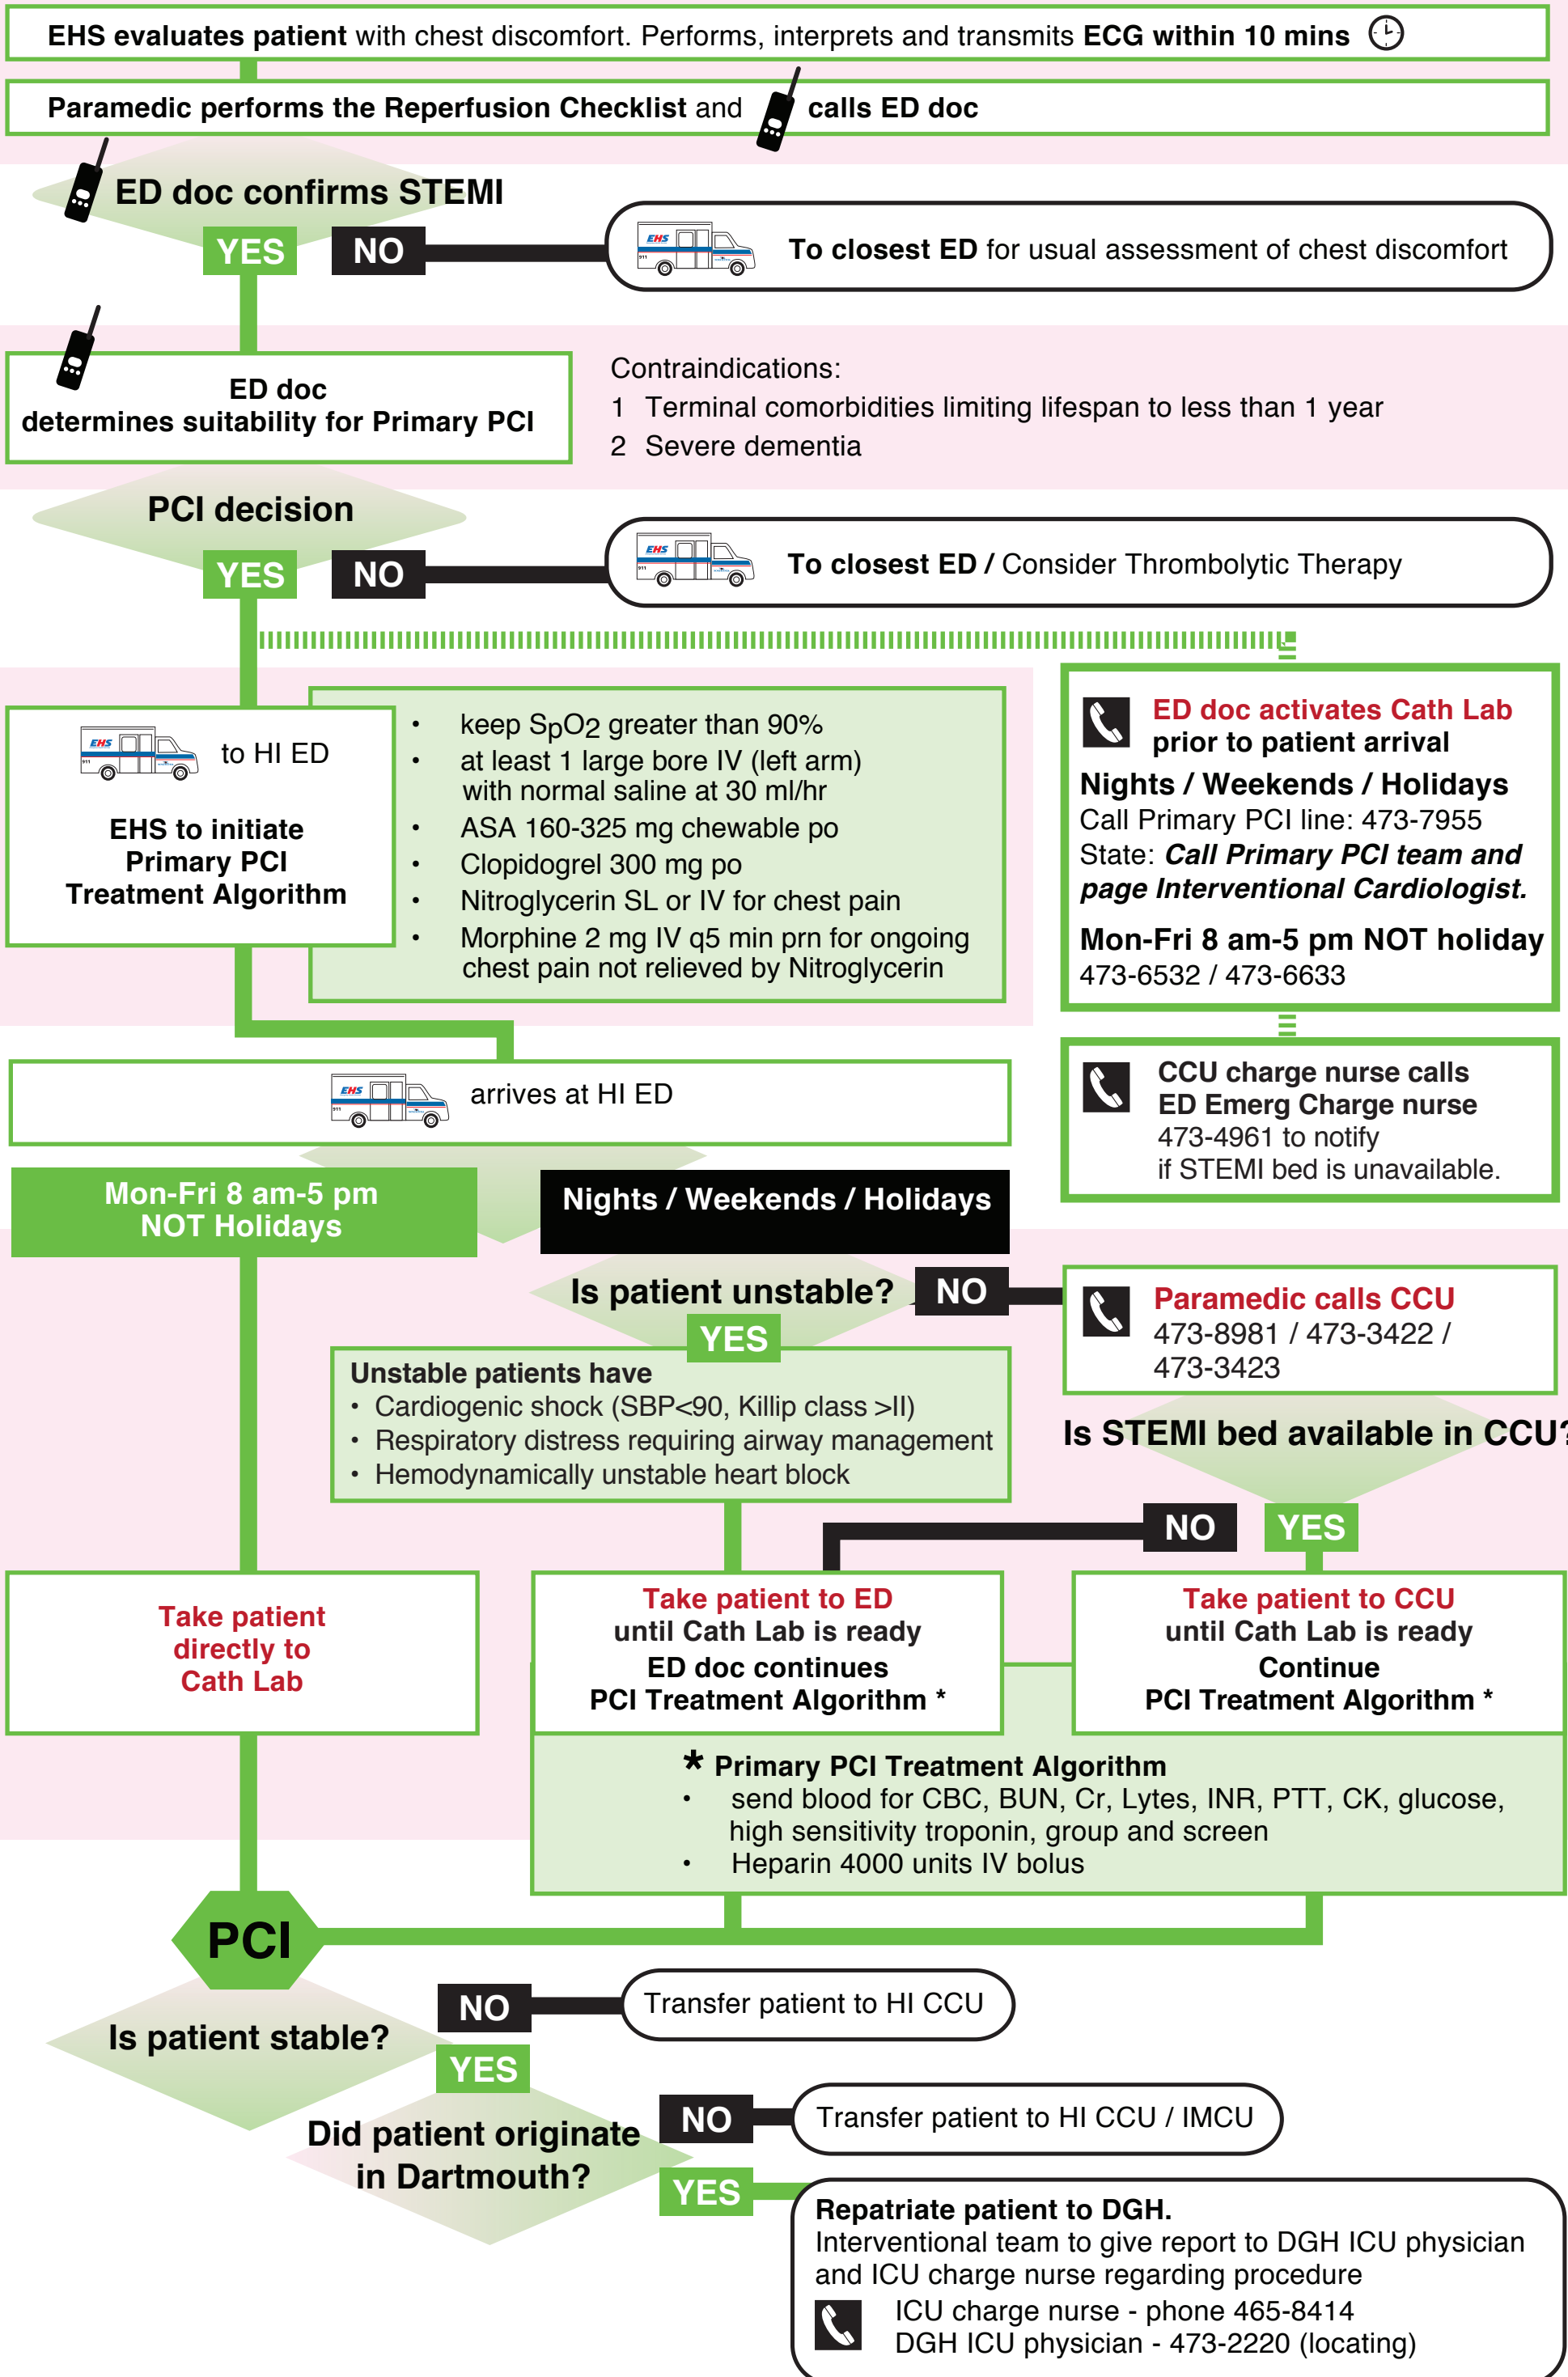 EHS evaluates patient with chest discomfort. Performs, interprets and transmits ECG within 10 mins
Paramedic performs the Reperfusion Checklist and calls ED doc
ED doc confirms STEMI
YES
NO
EHS
911
To closest ED for usual assessment of chest discomfort
ED doc
determines suitability for Primary PCI
Contraindications:
1 Terminal comorbidities limiting lifespan to less than 1 year
2 Severe dementia
PCI decision
YES
NO
EHS
911
To closest ED / Consider Thrombolytic Therapy
EHS
911
to HI ED
EHS to initiate
Primary PCI
Treatment Algorithm
• keep SpO2 greater than 90%
• at least 1 large bore IV (left arm)
with normal saline at 30 ml/hr
• ASA 160-325 mg chewable po
• Clopidogrel 300 mg po
• Nitroglycerin SL or IV for chest pain
• Morphine 2 mg IV q5 min prn for ongoing
chest pain not relieved by Nitroglycerin
ED doc activates Cath Lab
prior to patient arrival
Nights / Weekends / Holidays
Call Primary PCI line: 473-7955
State: Call Primary PCI team and
page Interventional Cardiologist.
Mon-Fri 8 am-5 pm NOT holiday
473-6532 / 473-6633
EHS
911
arrives at HI ED
CCU charge nurse calls
ED Emerg Charge nurse
473-4961 to notify
if STEMI bed is unavailable.
Mon-Fri 8 am-5 pm
NOT Holidays
Nights / Weekends / Holidays
Is patient unstable?
NO
YES
Paramedic calls CCU
473-8981 / 473-3422 /
473-3423
Unstable patients have
• Cardiogenic shock (SBP<90, Killip class >II)
• Respiratory distress requiring airway management
• Hemodynamically unstable heart block
Is STEMI bed available in CCU?
NO
YES
Take patient
directly to
Cath Lab
Take patient to ED
until Cath Lab is ready
ED doc continues
PCI Treatment Algorithm *
Take patient to CCU
until Cath Lab is ready
Continue
PCI Treatment Algorithm *
* Primary PCI Treatment Algorithm
• send blood for CBC, BUN, Cr, Lytes, INR, PTT, CK, glucose,
high sensitivity troponin, group and screen
• Heparin 4000 units IV bolus
PCI
Is patient stable?
NO
Transfer patient to HI CCU
YES
Did patient originate
in Dartmouth?
NO
Transfer patient to HI CCU / IMCU
YES
Repatriate patient to DGH.
Interventional team to give report to DGH ICU physician
and ICU charge nurse regarding procedure
ICU charge nurse - phone 465-8414
DGH ICU physician - 473-2220 (locating)